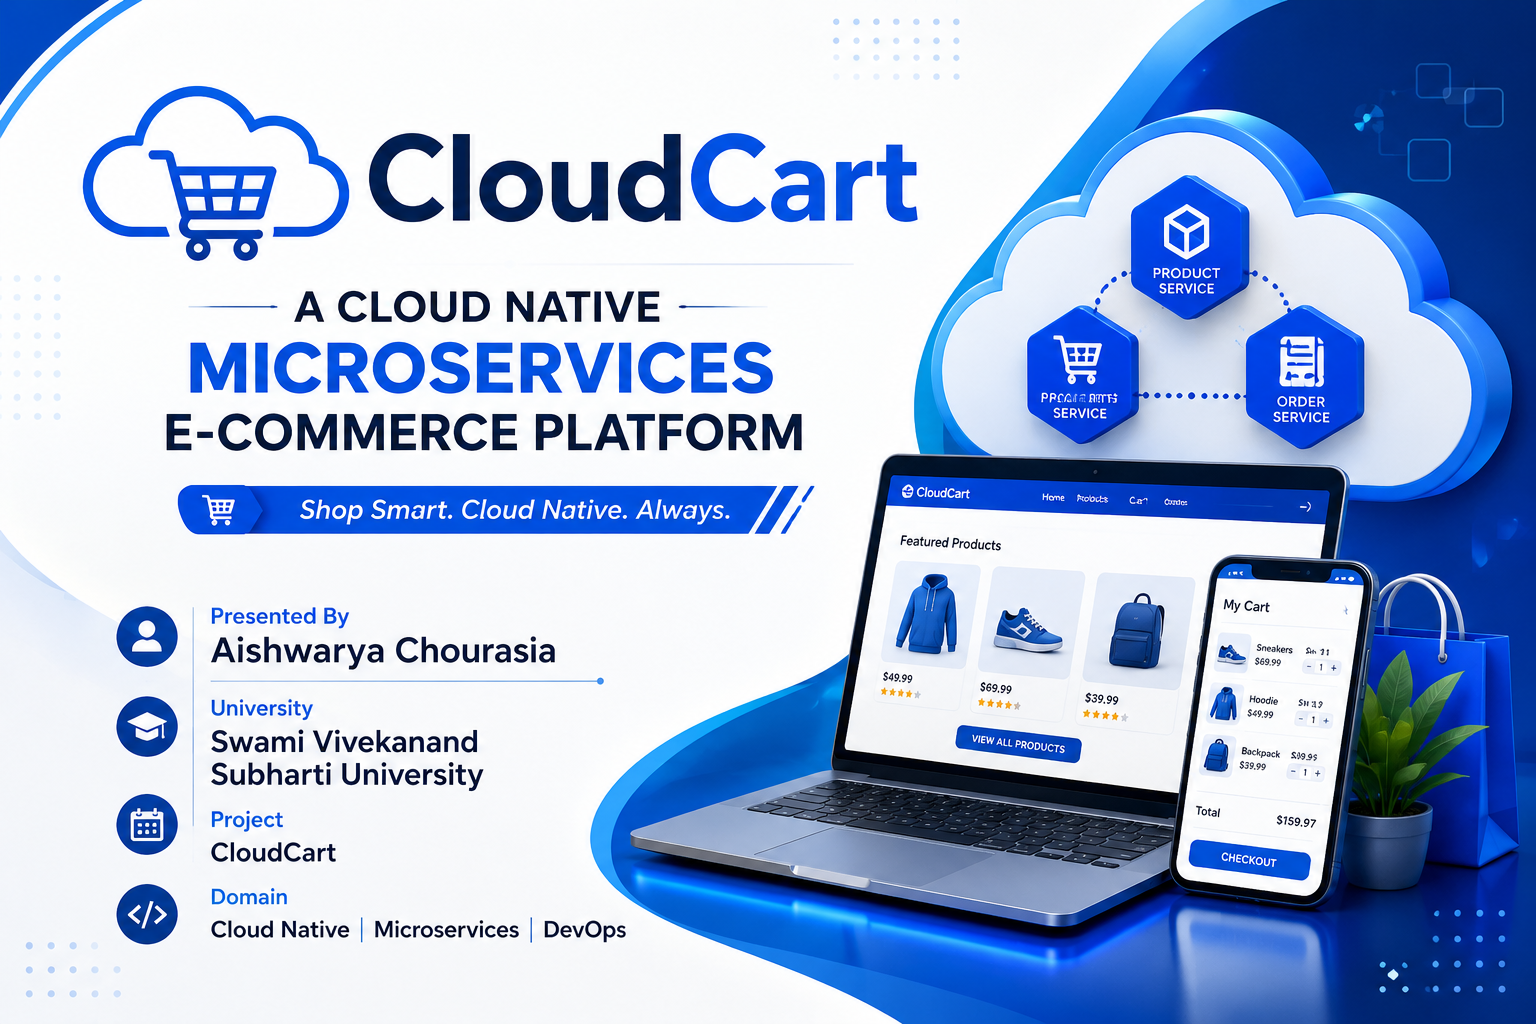 CloudCart
A CLOUD NATIVE
MICROSERVICES
E-COMMERCE PLATFORM
Shop Smart. Cloud Native. Always.
Presented By
Aishwarya Chourasia
University
Swami Vivekanand
Subharti University
Project
CloudCart
Domain
Cloud Native | Microservices | DevOps
PRODUCT
SERVICE
SERVICE
ORDER
SERVICE
CloudCart
Home
Featured Products
$49.99
$69.99
$39.99
VIEW ALL PRODUCTS
My Cart
Sneakers
$69.99
- 1 +
Hoodie
$49.99
- 1 +
Backpack
$39.99
- 1 +
Total $159.97
CHECKOUT